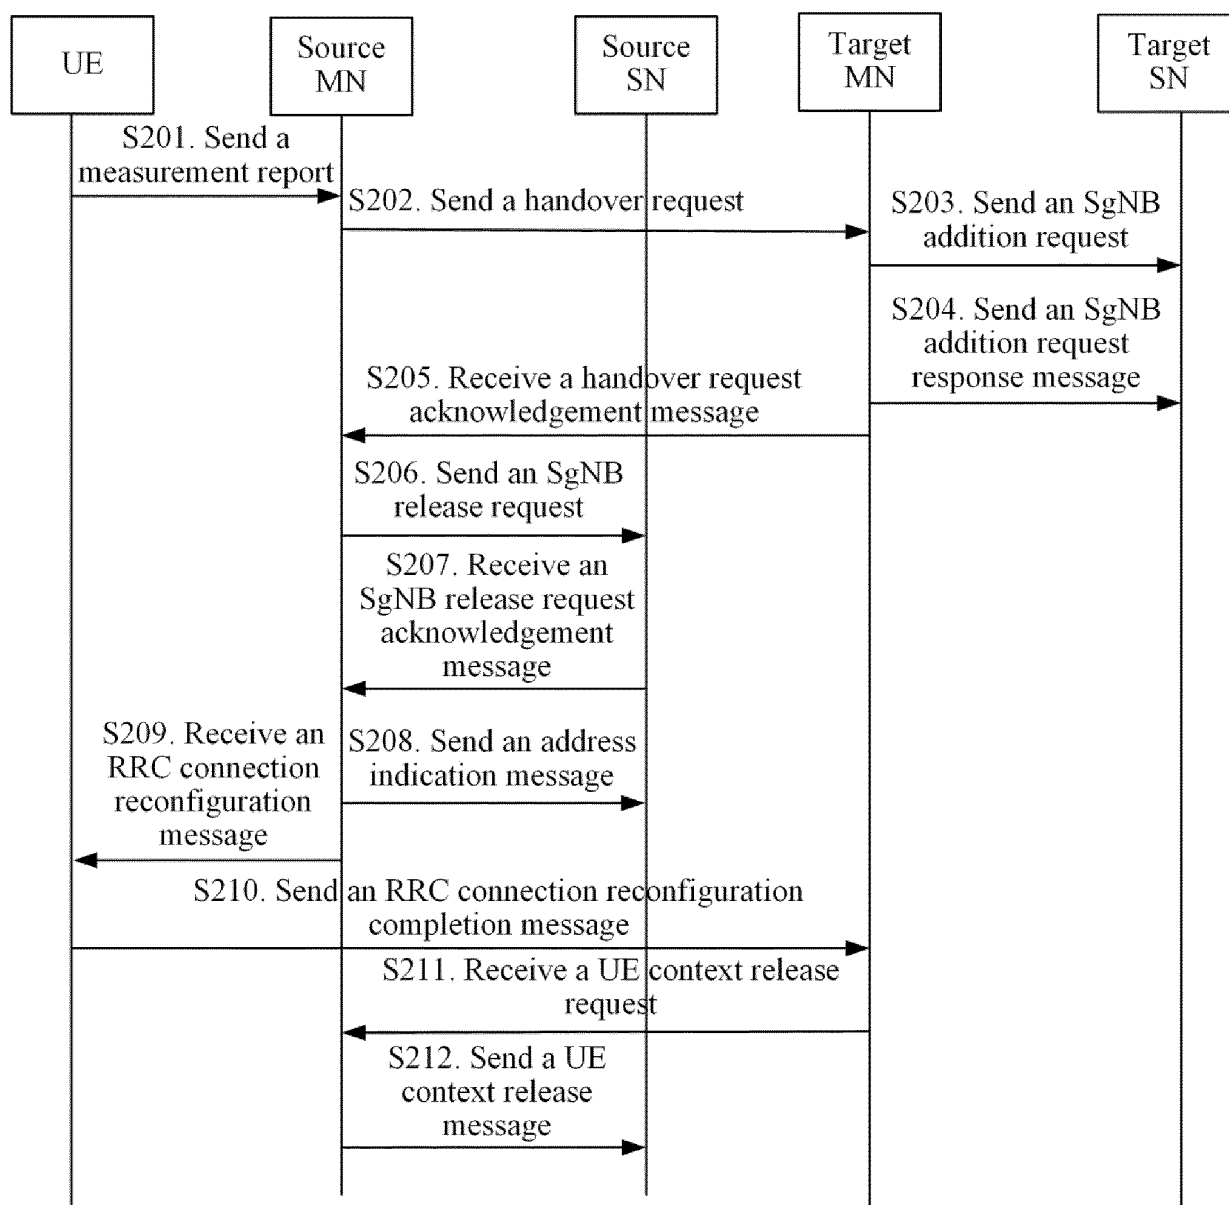 UE
Source
MN
Source
SN
Target
MN
Target
SN
S201. Send a
measurement report
S202. Send a handover request
S203. Send an SgNB
addition request
S204. Send an SgNB
addition request
response message
S205. Receive a handover request
acknowledgement message
S206. Send an SgNB
release request
S207. Receive an
SgNB release request
acknowledgement
message
S209. Receive an
RRC connection
reconfiguration
message
S208. Send an address
indication message
S210. Send an RRC connection reconfiguration
completion message
S211. Receive a UE context release
request
S212. Send a UE
context release
message